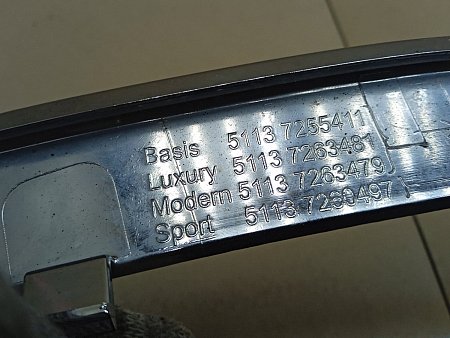 Basis 5113 7255411
Luxury 5113 7263481
Modern 5113 7263479
Sport 5113 7263497